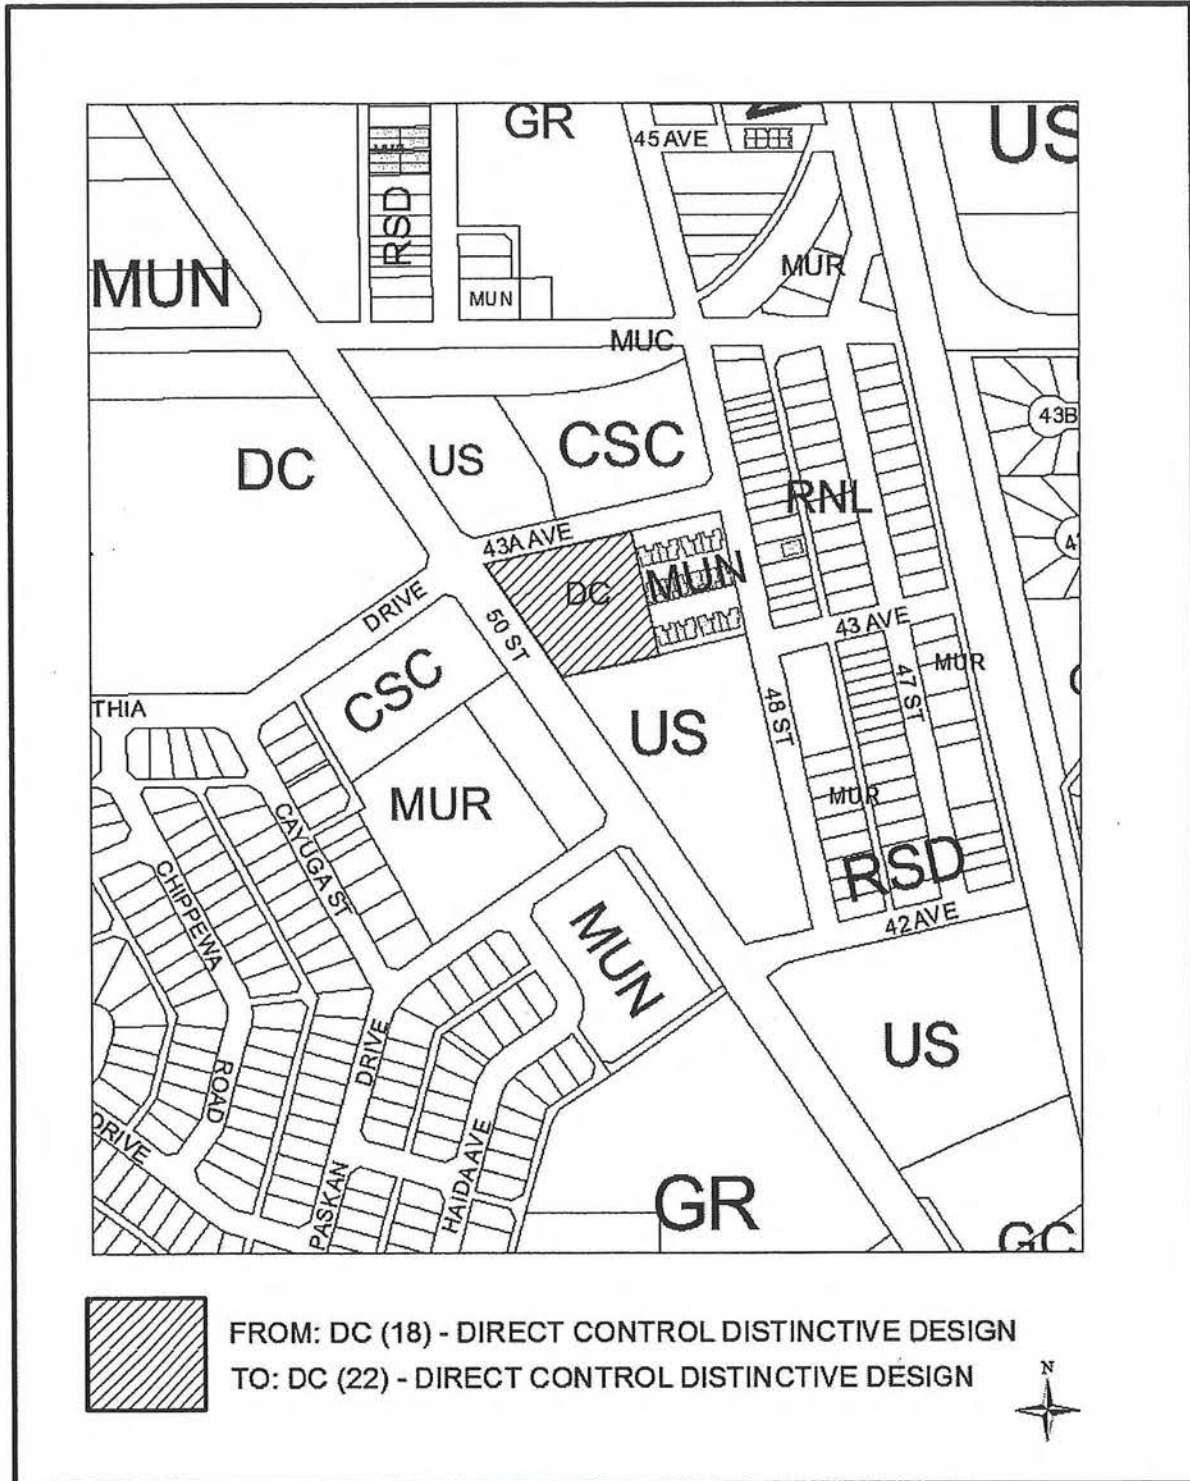 GR
45 AVE
US
RSD
MUN
MUN
MUR
MUC
DC
US
CSC
43B
RNL
43A AVE
DC
MUN
DRIVE
50 ST
43 AVE
CSC
MUR
47 ST
48 ST
THIA
US
MUR
MUR
CAYUGA ST
RSD
CHIPPEWA
42 AVE
MUN
US
DRIVE
ROAD
DRIVE
HAIDA AVE
PASKAN
GR
GC
FROM: DC (18) - DIRECT CONTROL DISTINCTIVE DESIGN
TO: DC (22) - DIRECT CONTROL DISTINCTIVE DESIGN
N